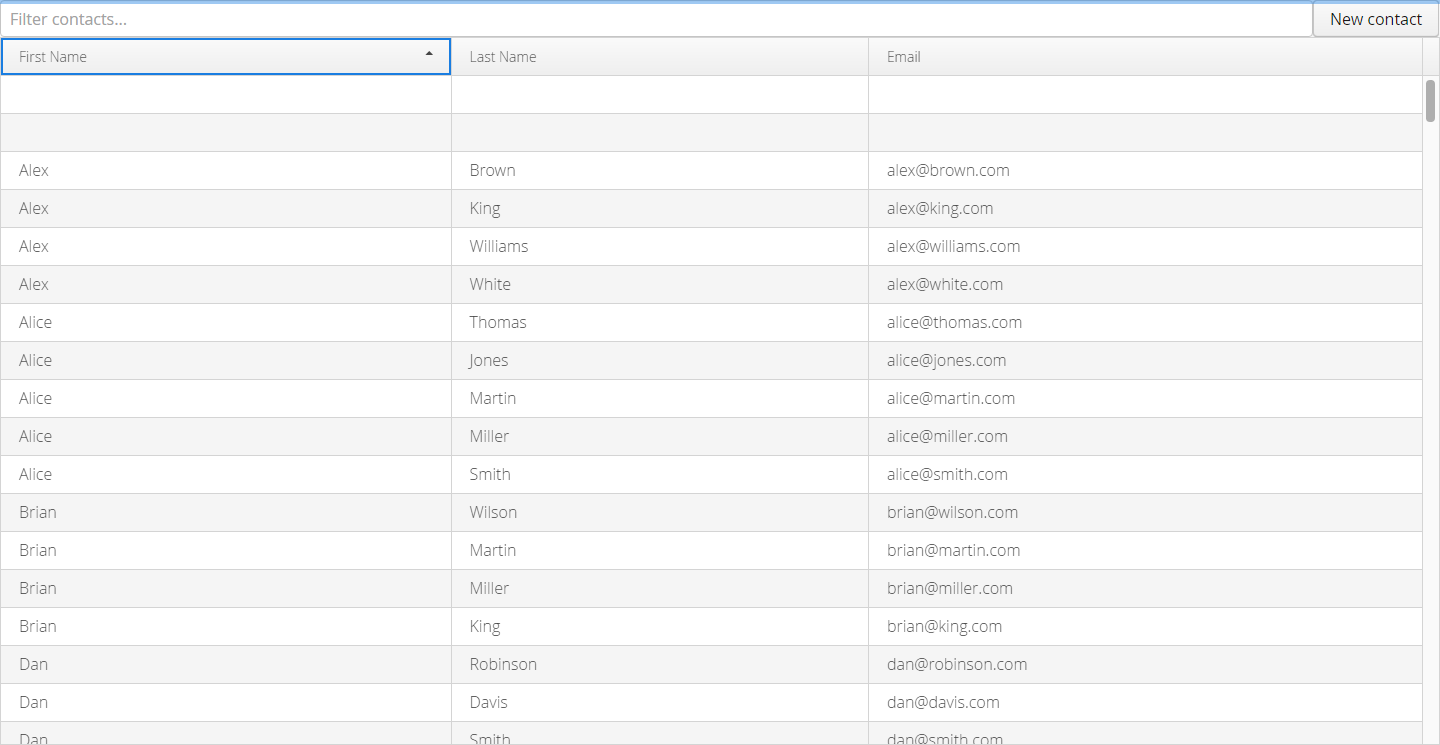 Filter contacts... New contact
First Name Last Name Email
Alex Brown alex@brown.com
Alex King alex@king.com
Alex Williams alex@williams.com
Alex White alex@white.com
Alice Thomas alice@thomas.com
Alice Jones alice@jones.com
Alice Martin alice@martin.com
Alice Miller alice@miller.com
Alice Smith alice@smith.com
Brian Wilson brian@wilson.com
Brian Martin brian@martin.com
Brian Miller brian@miller.com
Brian King brian@king.com
Dan Robinson dan@robinson.com
Dan Davis dan@davis.com
Dan Smith dan@smith.com